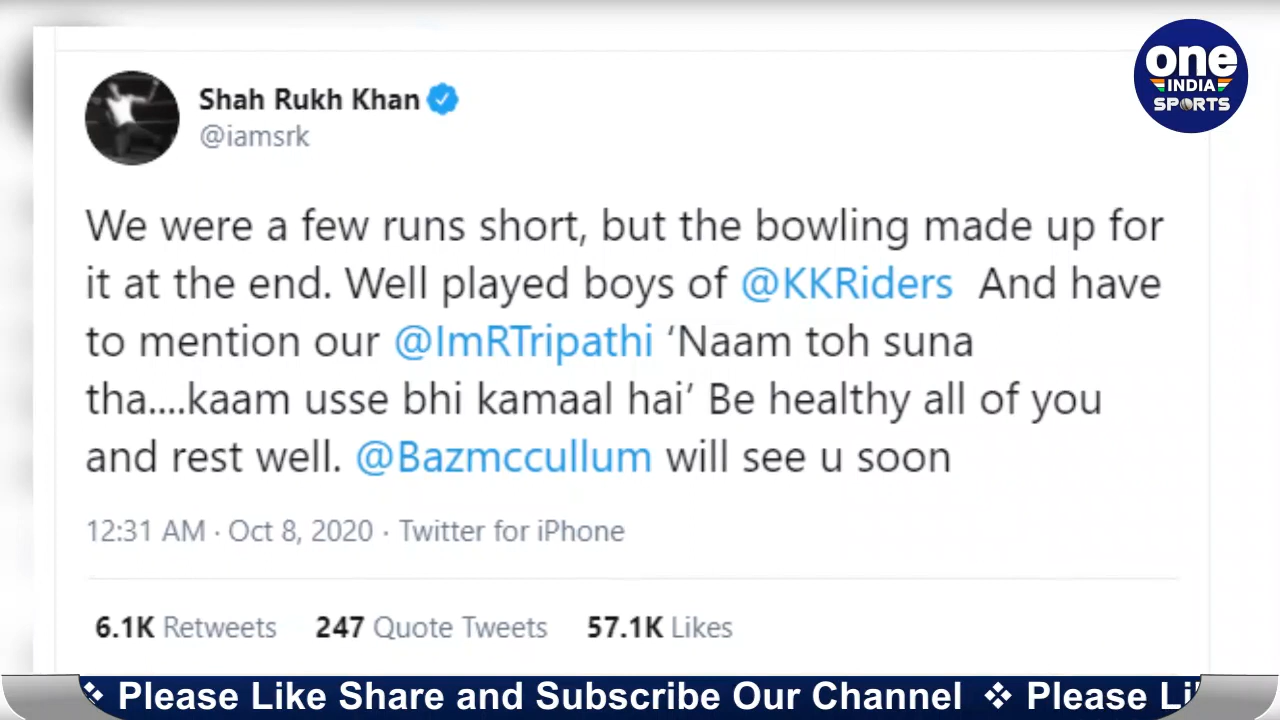 one
INDIA
SPORTS
Shah Rukh Khan
@iamsrk
We were a few runs short, but the bowling made up for
it at the end. Well played boys of @KKRiders And have
to mention our @ImRTripathi ‘Naam toh suna
tha....kaam usse bhi kamaal hai’ Be healthy all of you
and rest well. @Bazmccullum will see u soon
12:31 AM · Oct 8, 2020 · Twitter for iPhone
6.1K Retweets 247 Quote Tweets 57.1K Likes
❖ Please Like Share and Subscribe Our Channel ❖ Please Li